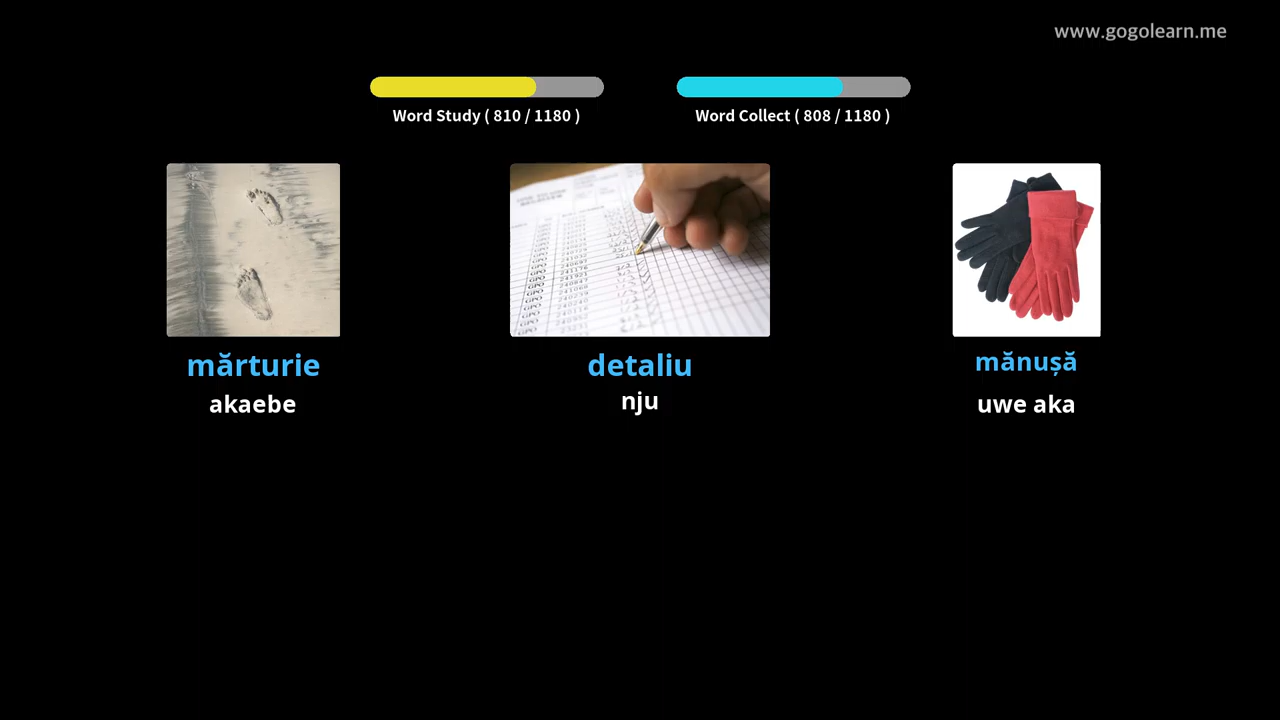 www.gogolearn.me
Word Study ( 810 / 1180 )
Word Collect ( 808 / 1180 )
mărturie
detaliu
mănușă
akaebe
nju
uwe aka